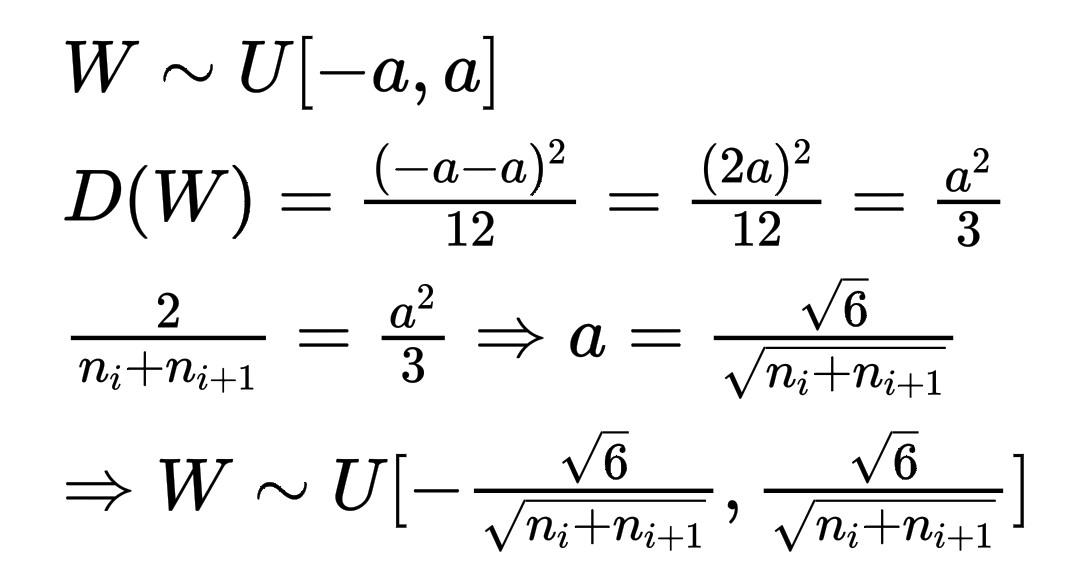 W ∼ U[−a, a]
D(W) = (−a−a)²/12 = (2a)²/12 = a²/3
2/(nᵢ+nᵢ₊₁) = a²/3 ⇒ a = √6/√(nᵢ+nᵢ₊₁)
⇒ W ∼ U[−√6/√(nᵢ+nᵢ₊₁), √6/√(nᵢ+nᵢ₊₁)]